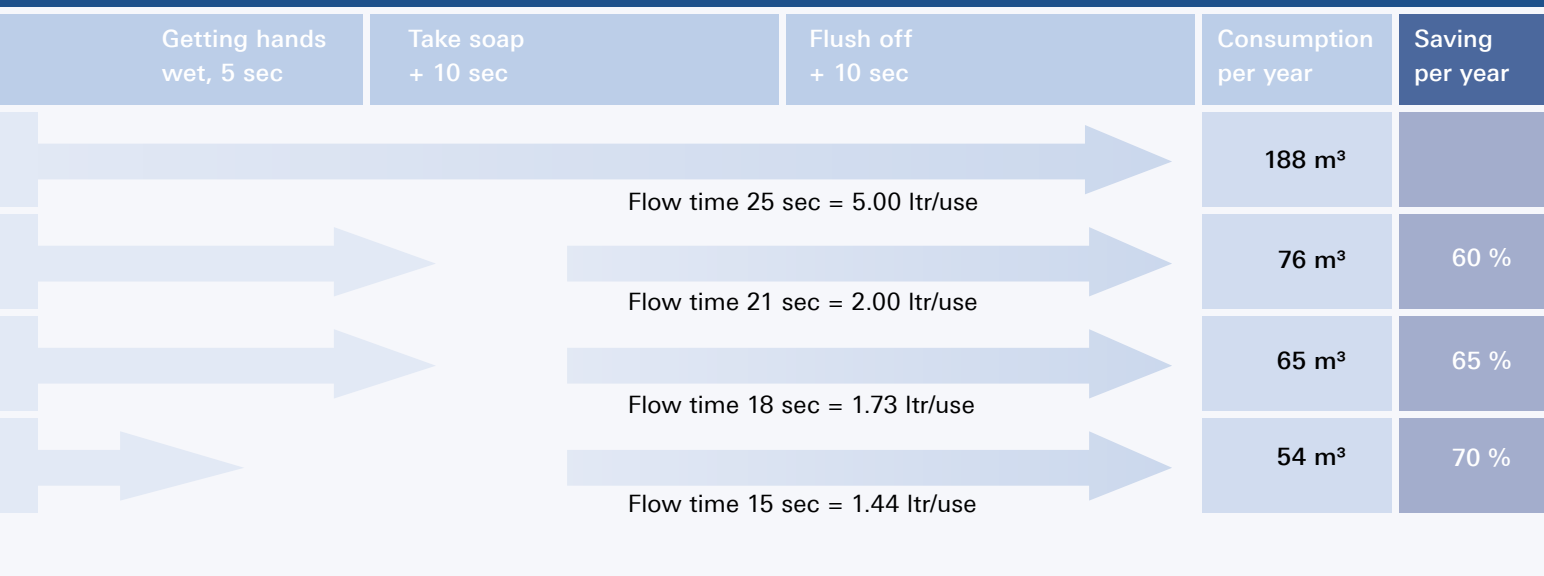 Getting hands
wet, 5 sec
Take soap
+ 10 sec
Flush off
+ 10 sec
Consumption
per year
Saving
per year
188 m³
Flow time 25 sec = 5.00 ltr/use
76 m³
60 %
Flow time 21 sec = 2.00 ltr/use
65 m³
65 %
Flow time 18 sec = 1.73 ltr/use
54 m³
70 %
Flow time 15 sec = 1.44 ltr/use